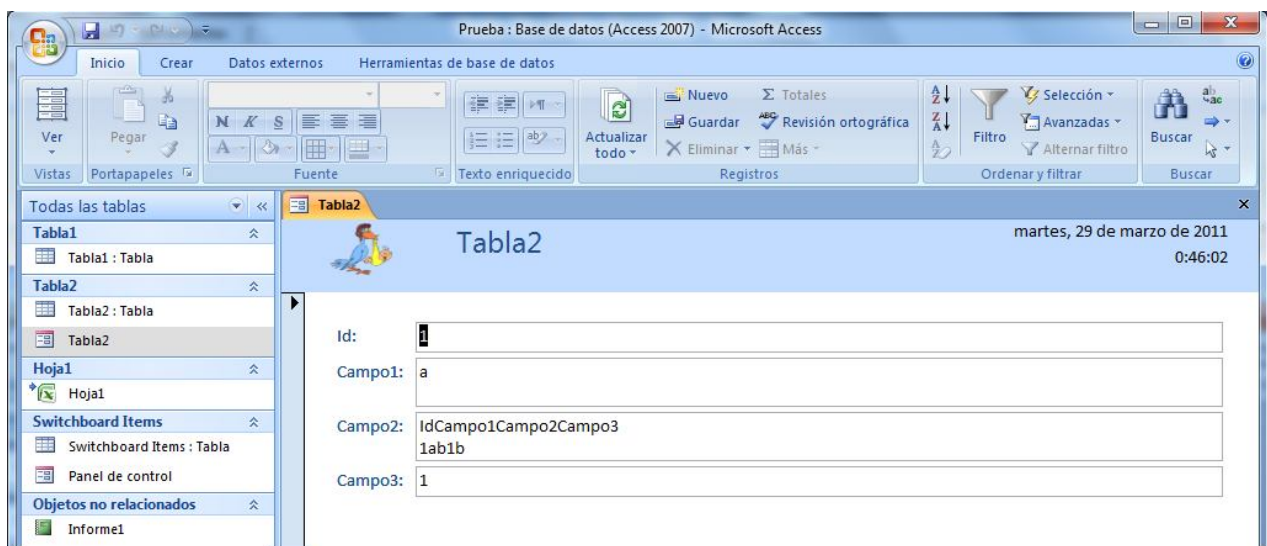 Prueba : Base de datos (Access 2007) - Microsoft Access
Inicio Crear Datos externos Herramientas de base de datos
Ver
Vistas
Pegar
Portapapeles
N K S
A
Fuente
ab
Texto enriquecido
Actualizar todo
Nuevo
Guardar
Eliminar
Σ Totales
ABC Revisión ortográfica
Más
Registros
A Z
Z A
A Z
Filtro
Selección
Avanzadas
Alternar filtro
Ordenar y filtrar
Buscar
ab ac
Buscar
Todas las tablas
Tabla1
Tabla1 : Tabla
Tabla2
Tabla2 : Tabla
Tabla2
Hoja1
Hoja1
Switchboard Items
Switchboard Items : Tabla
Panel de control
Objetos no relacionados
Informe1
Tabla2
Tabla2
martes, 29 de marzo de 2011
0:46:02
Id: 1
Campo1: a
Campo2: IdCampo1Campo2Campo3
1ab1b
Campo3: 1